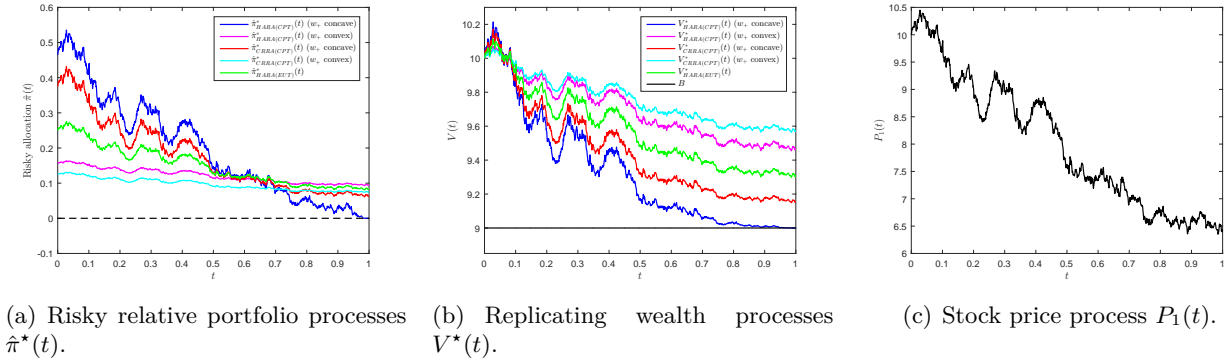 0.6
0.5
0.4
0.3
0.2
0.1
0
-0.1
Risky allocation π̂(t)
0 0.1 0.2 0.3 0.4 0.5 0.6 0.7 0.8 0.9 1
t
π̂*HARA(CPT)(t) (w+ concave)
π̂*HARA(CPT)(t) (w+ convex)
π̂*CRRA(CPT)(t) (w+ concave)
π̂*CRRA(CPT)(t) (w+ convex)
π̂*HARA(EUT)(t)
10.4
10.2
10
9.8
9.6
9.4
9.2
9
8.8
V(t)
0 0.1 0.2 0.3 0.4 0.5 0.6 0.7 0.8 0.9 1
t
V*HARA(CPT)(t) (w+ concave)
V*HARA(CPT)(t) (w+ convex)
V*CRRA(CPT)(t) (w+ concave)
V*CRRA(CPT)(t) (w+ convex)
V*HARA(EUT)(t)
B
10.5
10
9.5
9
8.5
8
7.5
7
6.5
6
P1(t)
0 0.1 0.2 0.3 0.4 0.5 0.6 0.7 0.8 0.9 1
t
(a) Risky relative portfolio processes
π̂⋆(t).
(b) Replicating wealth processes
V⋆(t).
(c) Stock price process P1(t).